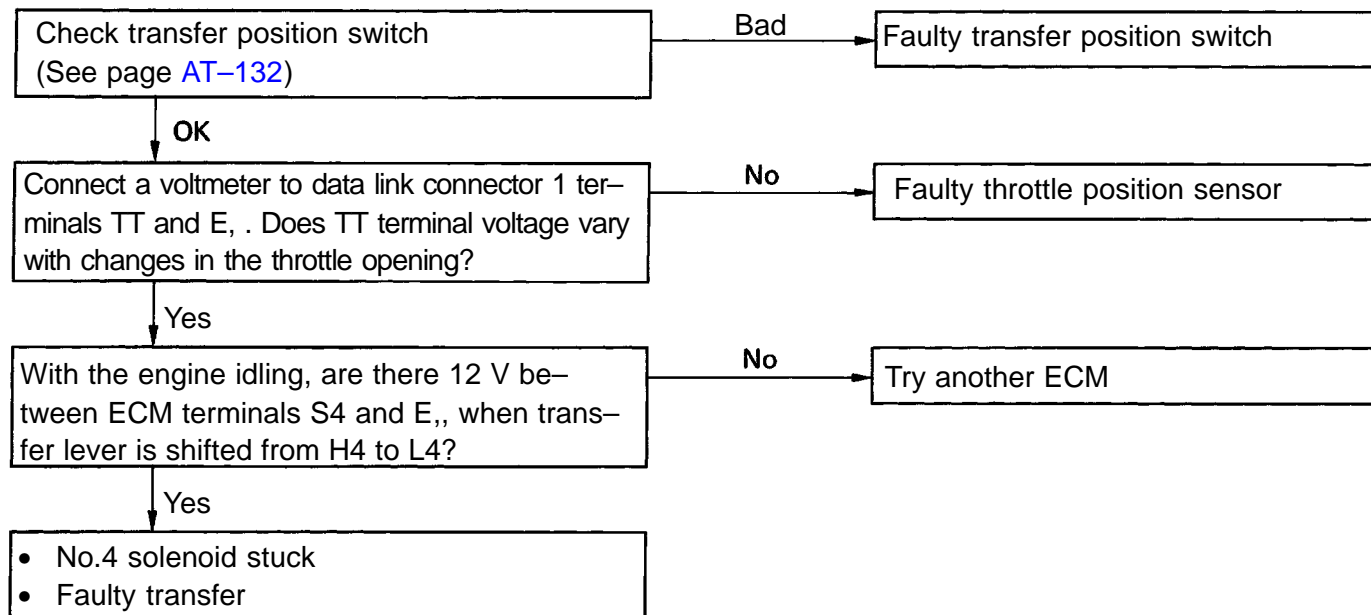 Check transfer position switch
(See page AT–132)
Bad
Faulty transfer position switch
OK
Connect a voltmeter to data link connector 1 ter–
minals TT and E, . Does TT terminal voltage vary
with changes in the throttle opening?
No
Faulty throttle position sensor
Yes
With the engine idling, are there 12 V be–
tween ECM terminals S4 and E,, when trans–
fer lever is shifted from H4 to L4?
No
Try another ECM
Yes
• No.4 solenoid stuck
• Faulty transfer